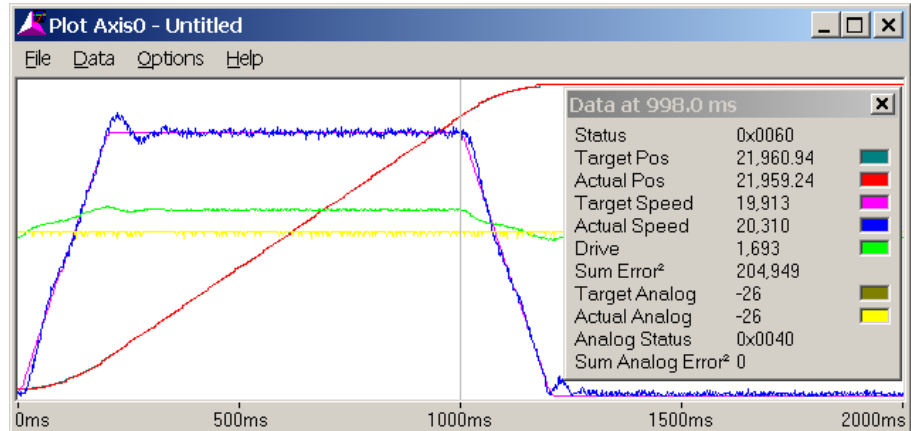 Plot Axis0 - Untitled
File Data Options Help
Data at 998.0 ms
Status 0x0060
Target Pos 21,960.94
Actual Pos 21,959.24
Target Speed 19,913
Actual Speed 20,310
Drive 1,693
Sum Error² 204,949
Target Analog -26
Actual Analog -26
Analog Status 0x0040
Sum Analog Error² 0
0ms 500ms 1000ms 1500ms 2000ms